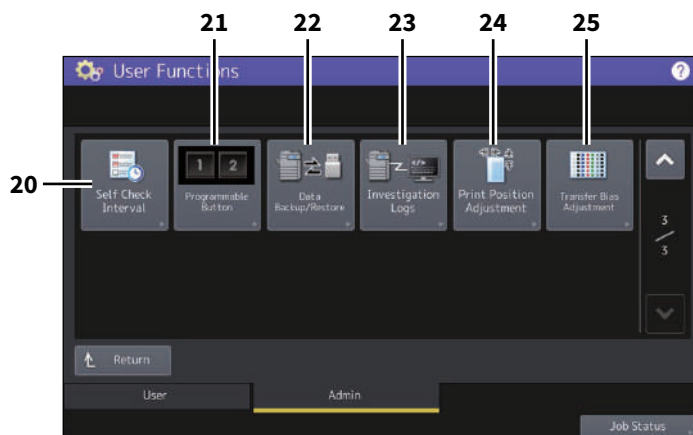 21 22 23 24 25
User Functions
?
20
1 2
Self Check
Interval
Programmable
Button
Data
Backup/Restore
Investigation
Logs
Print Position
Adjustment
Transfer Bias
Adjustment
3
3
Return
User
Admin
Job Status